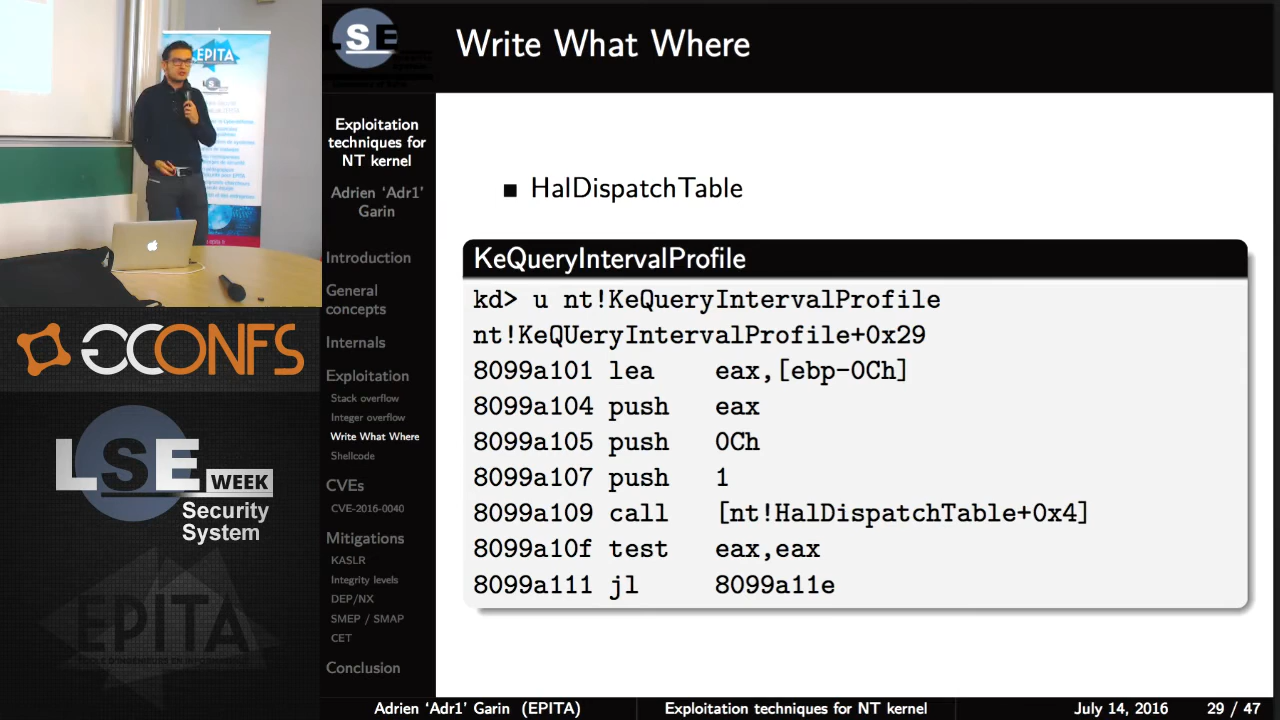 EPITA
LSE
LSE
Write What Where
Exploitation
techniques for
NT kernel
Adrien ‘Adr1’
Garin
Introduction
General
concepts
Internals
Exploitation
Stack overflow
Integer overflow
Write What Where
Shellcode
CVEs
CVE-2016-0040
Mitigations
KASLR
Integrity levels
DEP/NX
SMEP / SMAP
CET
Conclusion
■ HalDispatchTable
KeQueryIntervalProfile
kd> u nt!KeQueryIntervalProfile
nt!KeQUeryIntervalProfile+0x29
8099a101 lea eax,[ebp-0Ch]
8099a104 push eax
8099a105 push 0Ch
8099a107 push 1
8099a109 call [nt!HalDispatchTable+0x4]
8099a10f test eax,eax
8099a111 jl 8099a11e
Adrien ‘Adr1’ Garin (EPITA)
Exploitation techniques for NT kernel
July 14, 2016
29 / 47
GCONFS
LSE WEEK
Security
System
EPITA